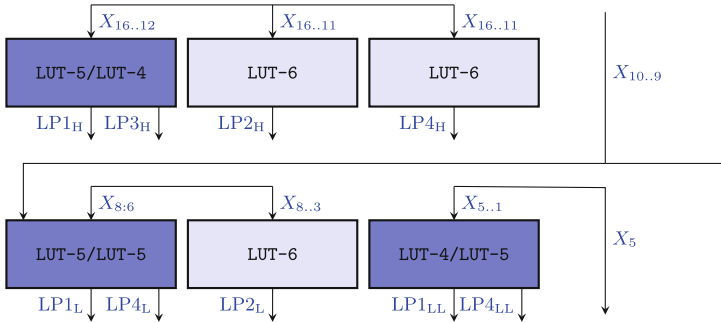 X16..12 X16..11 X16..11
LUT-5/LUT-4 LUT-6 LUT-6 X10..9
LP1H LP3H LP2H LP4H
X8:6 X8..3 X5..1
LUT-5/LUT-5 LUT-6 LUT-4/LUT-5 X5
LP1L LP4L LP2L LP1LL LP4LL